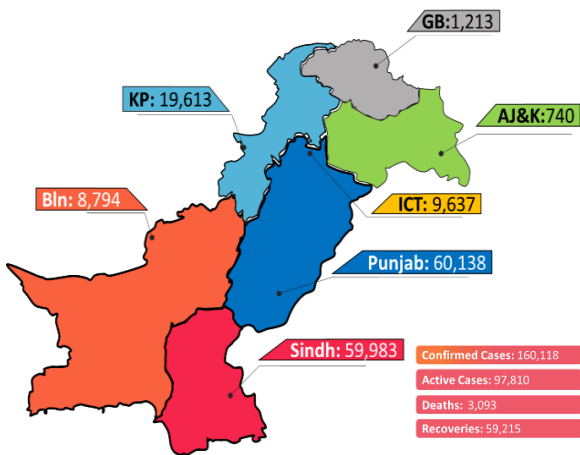 GB:1,213
KP: 19,613
AJ&K:740
Bln: 8,794
ICT: 9,637
Punjab: 60,138
Sindh: 59,983
Confirmed Cases: 160,118
Active Cases: 97,810
Deaths: 3,093
Recoveries: 59,215